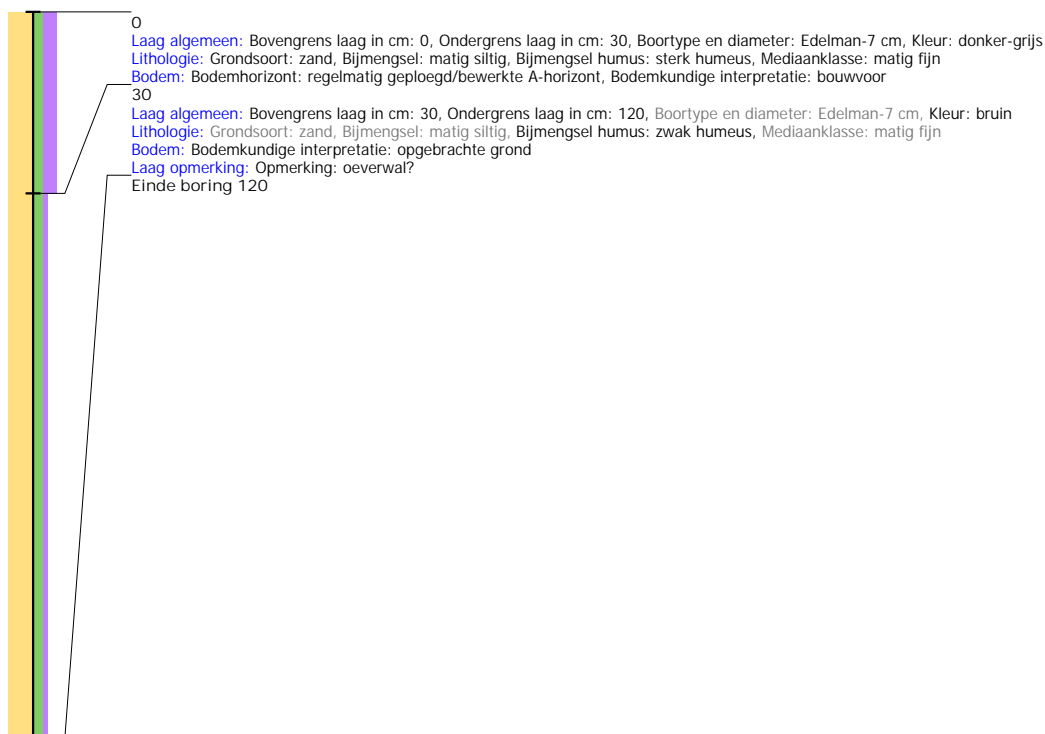 0
Laag algemeen: Bovengrens laag in cm: 0, Ondergrens laag in cm: 30, Boortype en diameter: Edelman-7 cm, Kleur: donker-grijs
Lithologie: Grondsoort: zand, Bijmengsel: matig siltig, Bijmengsel humus: sterk humeus, Mediaanklasse: matig fijn
Bodem: Bodemhorizont: regelmatig geploegd/bewerkte A-horizont, Bodemkundige interpretatie: bouwvoor
30
Laag algemeen: Bovengrens laag in cm: 30, Ondergrens laag in cm: 120, Boortype en diameter: Edelman-7 cm, Kleur: bruin
Lithologie: Grondsoort: zand, Bijmengsel: matig siltig, Bijmengsel humus: zwak humeus, Mediaanklasse: matig fijn
Bodem: Bodemkundige interpretatie: opgebrachte grond
Laag opmerking: Opmerking: oeverwal?
Einde boring 120